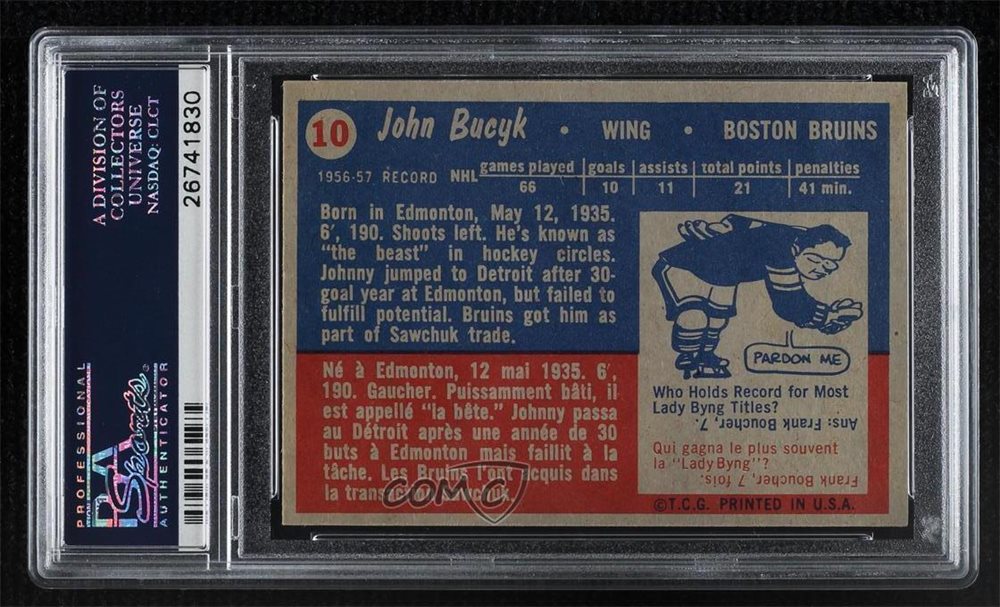 A DIVISION OF
COLLECTORS
UNIVERSE
NASDAQ: CLCT
26741830
PROFESSIONAL
PSA
Sports
AUTHENTICATOR
10 John Bucyk • WING • BOSTON BRUINS
1956-57 RECORD NHL games played goals assists total points penalties
66 10 11 21 41 min.
Born in Edmonton, May 12, 1935.
6', 190. Shoots left. He's known as
"the beast" in hockey circles.
Johnny jumped to Detroit after 30-
goal year at Edmonton, but failed to
fulfill potential. Bruins got him as
part of Sawchuk trade.
Né à Edmonton, 12 mai 1935. 6',
190. Gaucher. Puissamment bâti, il
est appellé "la bête." Johnny passa
au Détroit après une année de 30
buts à Edmonton mais faillit à la
tâche. Les Bruins l'ont acquis dans
la transaction Sawchuk.
PARDON ME
Who Holds Record for Most
Lady Byng Titles?
Ans: Frank Boucher, 7.
Qui gagna le plus souvent
la "Lady Byng"?
Frank Boucher, 7 fois.
©T.C.G. PRINTED IN U.S.A.
COMC